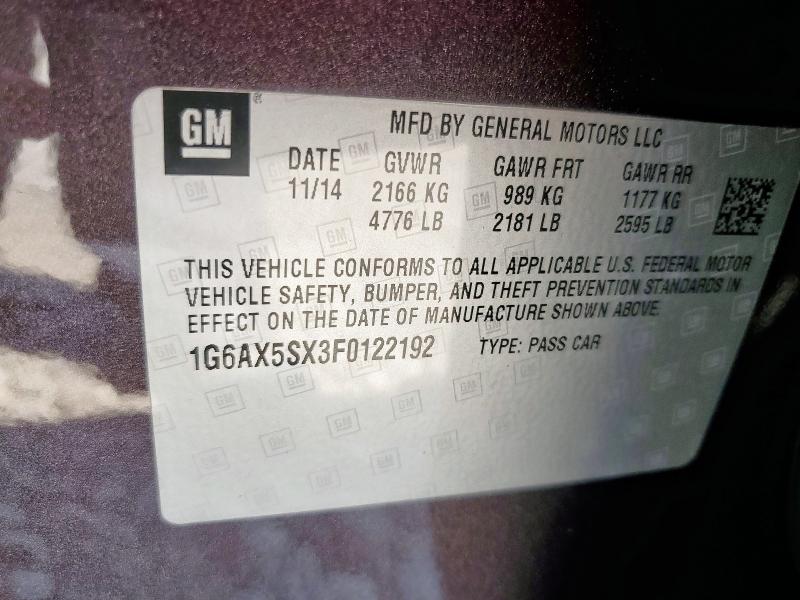 GM
MFD BY GENERAL MOTORS LLC
DATE GVWR GAWR FRT GAWR RR
11/14 2166 KG 989 KG 1177 KG
4776 LB 2181 LB 2595 LB
THIS VEHICLE CONFORMS TO ALL APPLICABLE U.S. FEDERAL MOTOR
VEHICLE SAFETY, BUMPER, AND THEFT PREVENTION STANDARDS IN
EFFECT ON THE DATE OF MANUFACTURE SHOWN ABOVE.
1G6AX5SX3F0122192 TYPE: PASS CAR